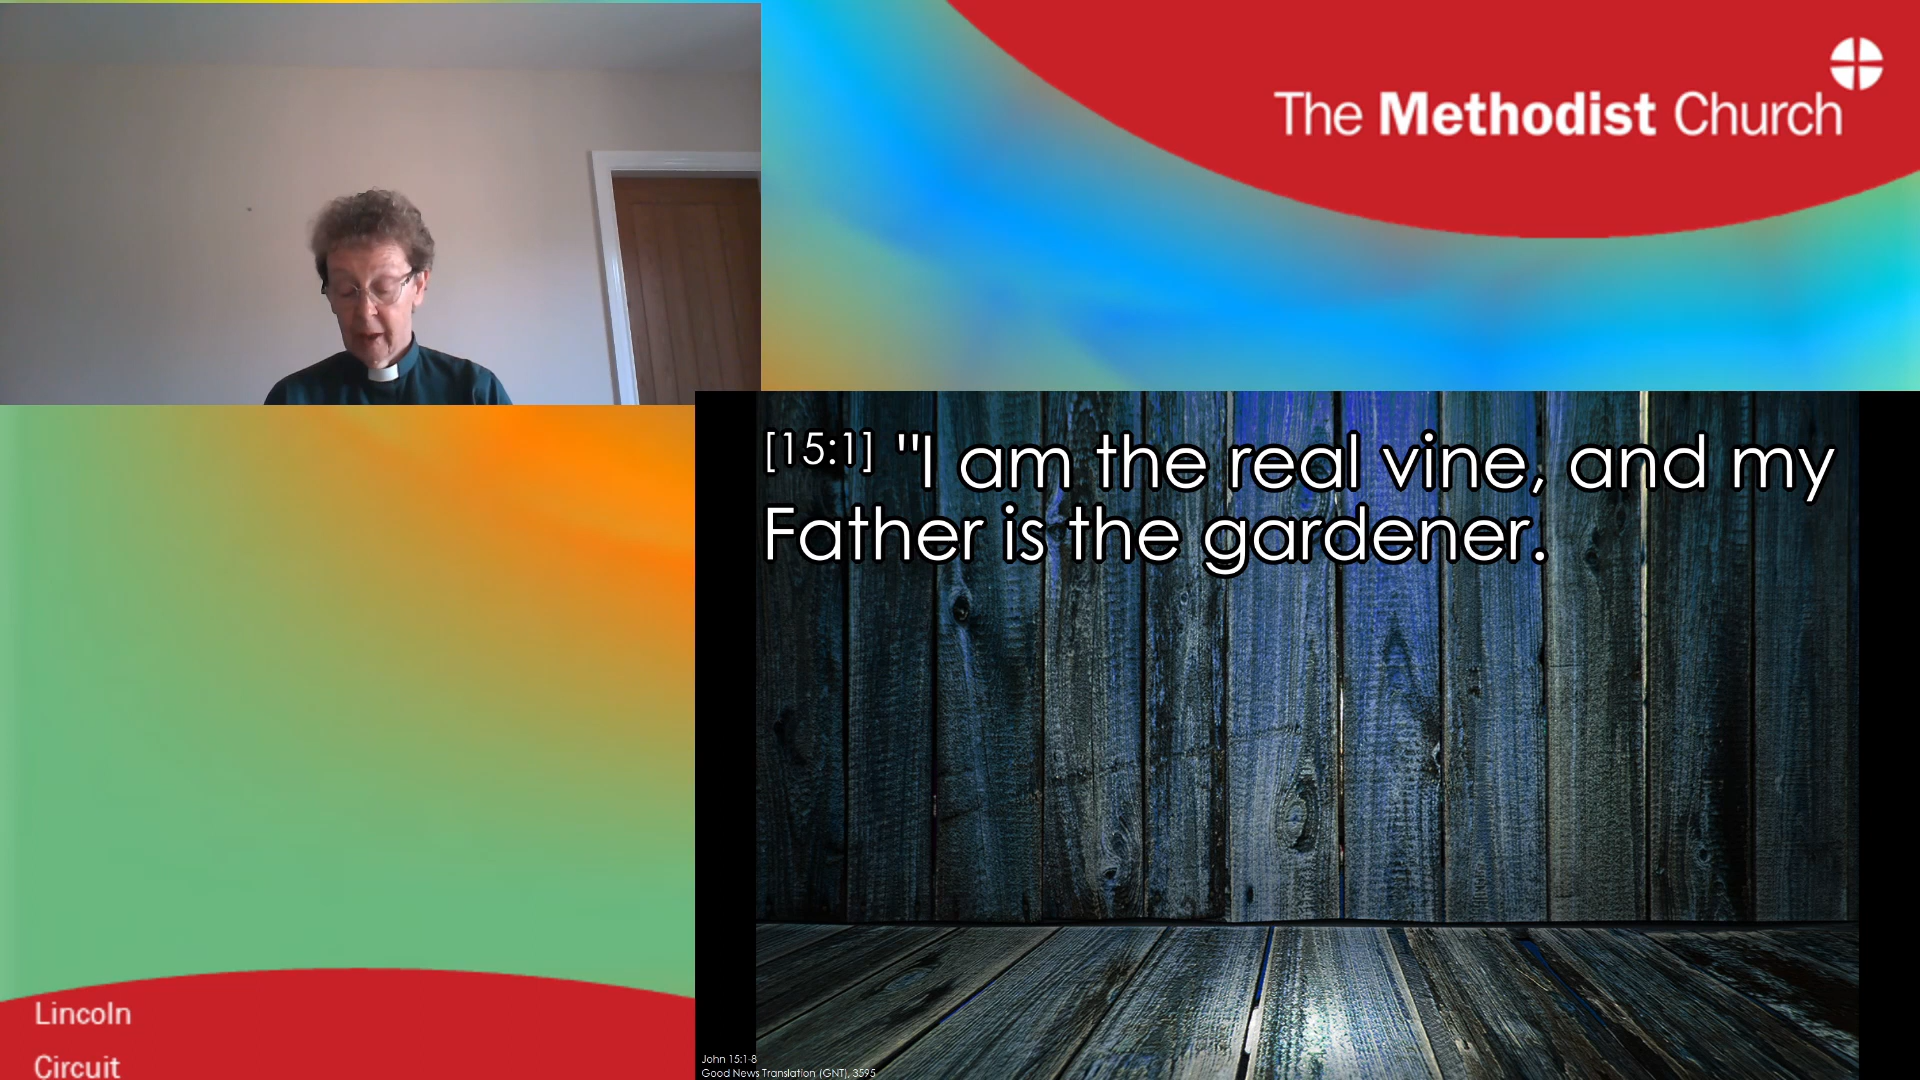 The Methodist Church
[15:1] "I am the real vine, and my
Father is the gardener.
Lincoln
Circuit
John 15:1-8
Good News Translation (GNT), 3595